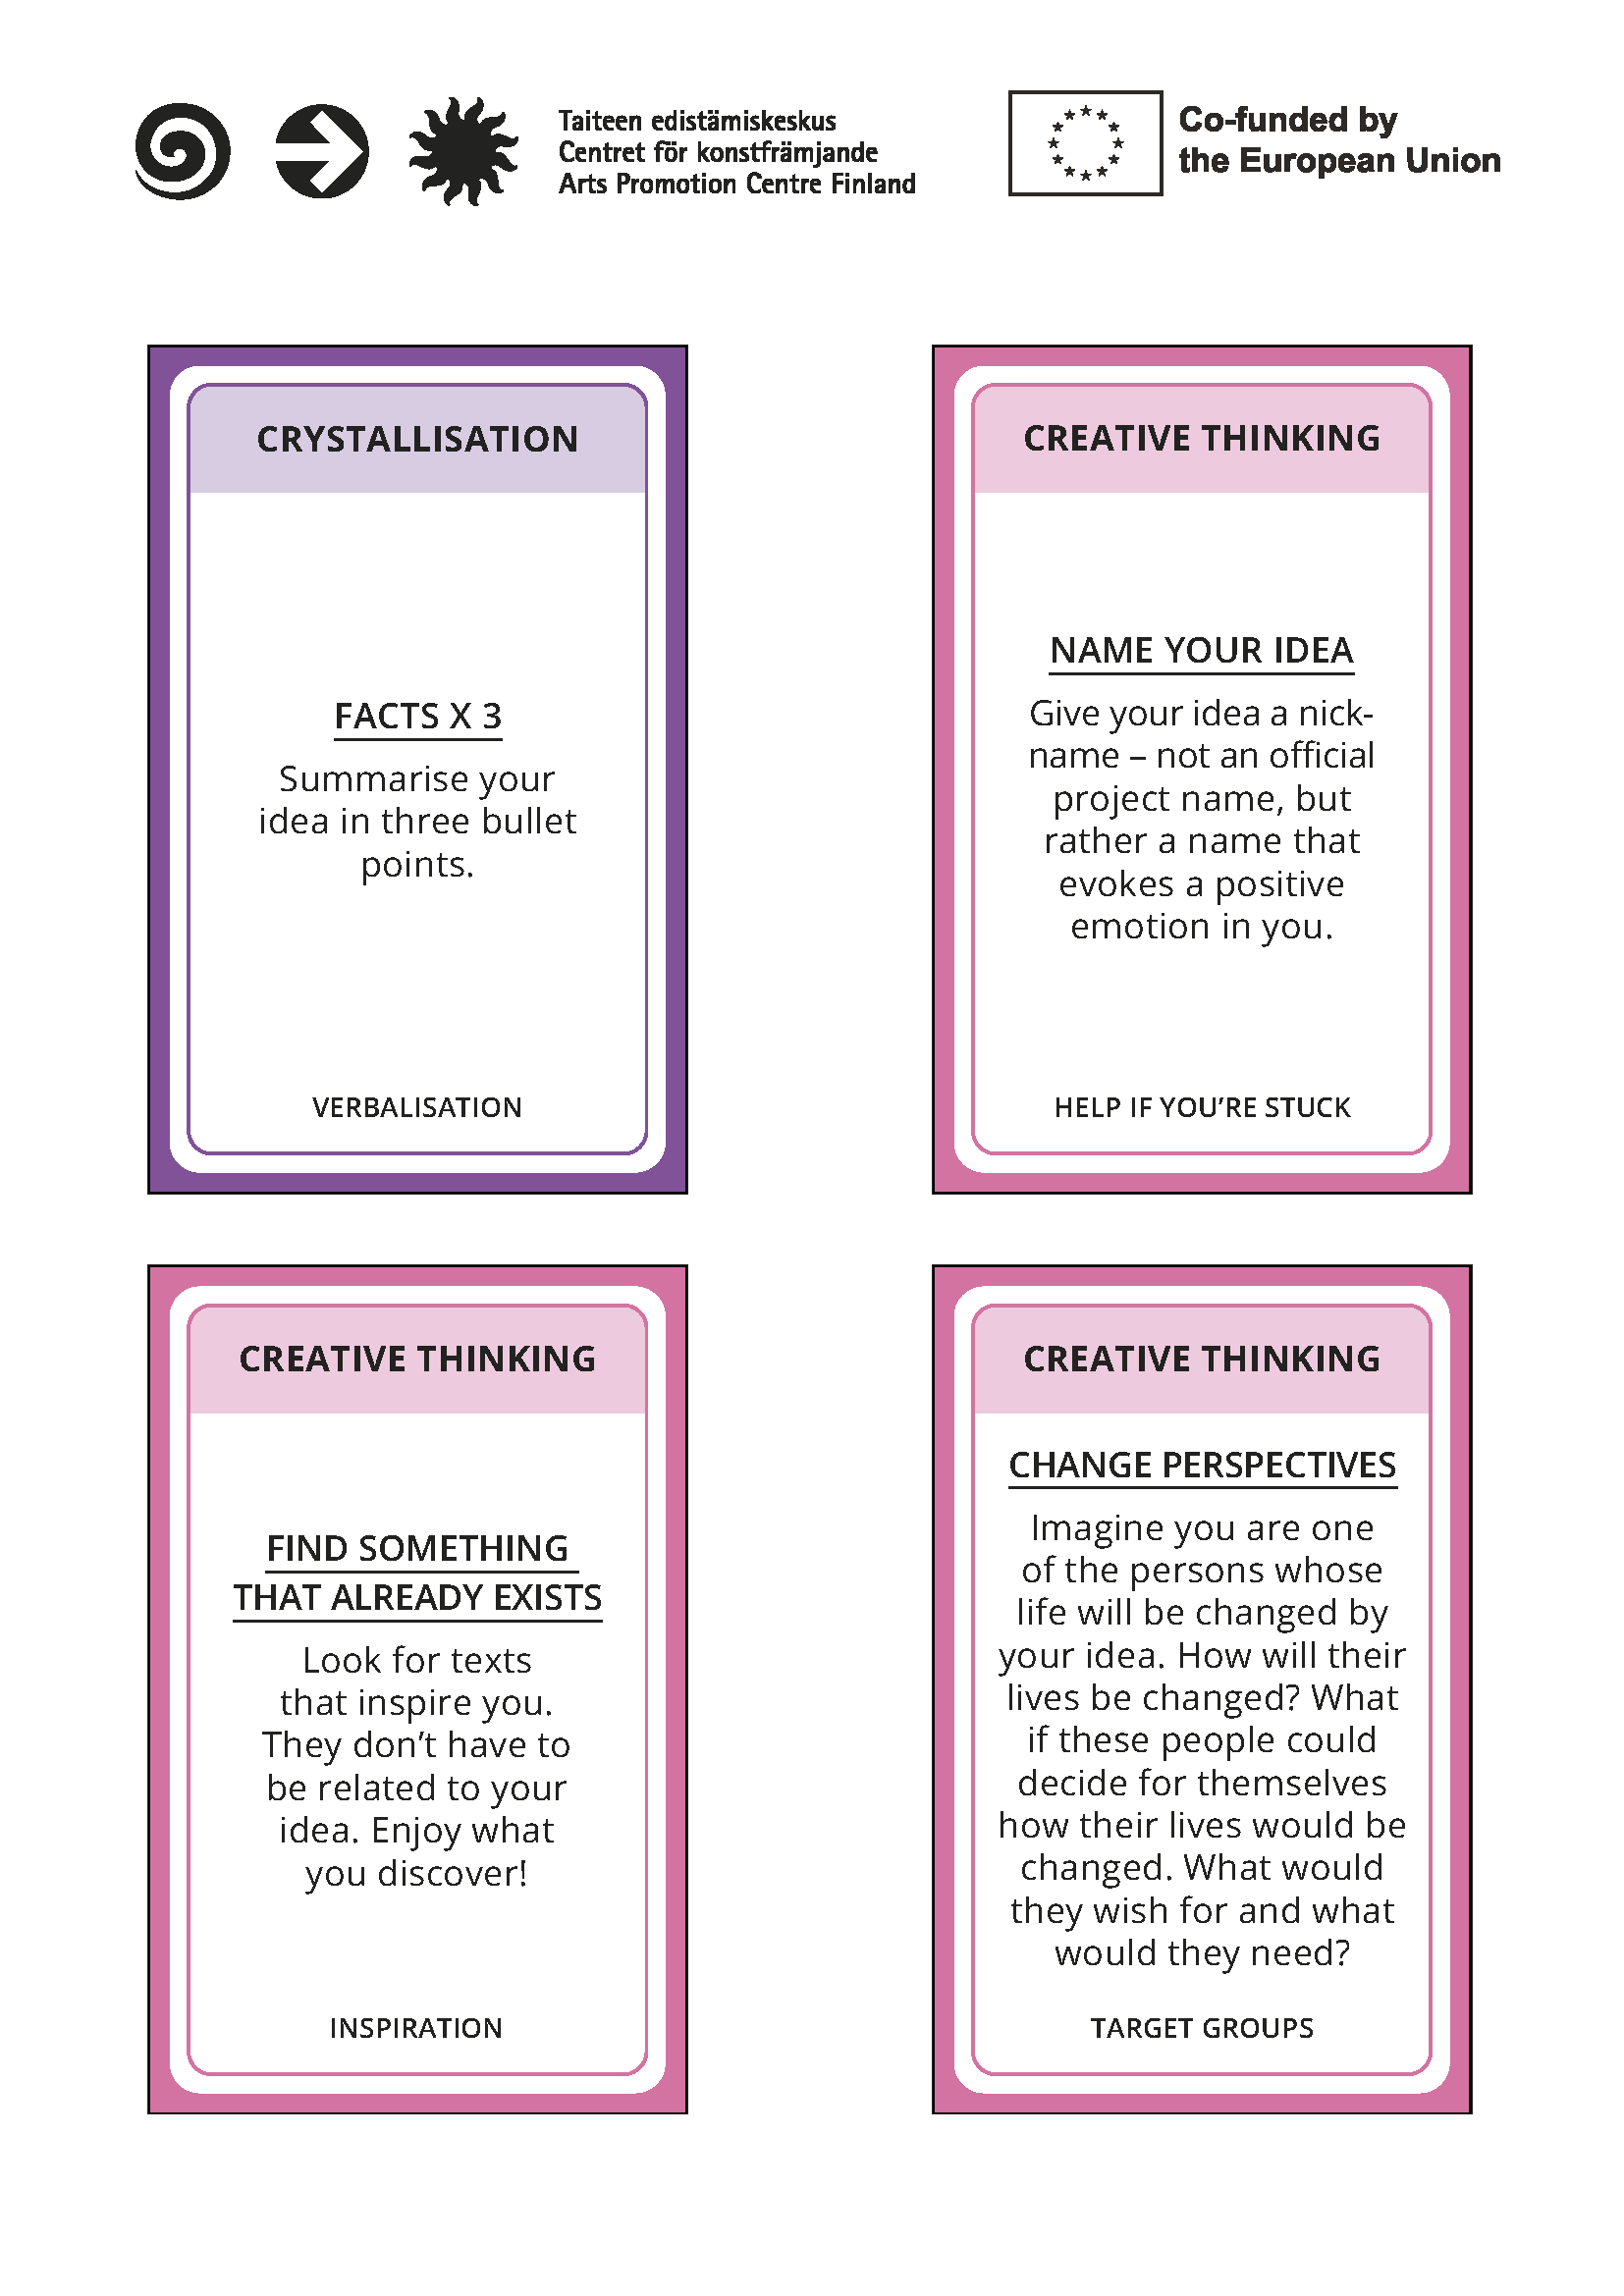 Taiteen edistämiskeskus
Centret för konstfrämjande
Arts Promotion Centre Finland
Co-funded by
the European Union
CRYSTALLISATION
FACTS X 3
Summarise your
idea in three bullet
points.
VERBALISATION
CREATIVE THINKING
NAME YOUR IDEA
Give your idea a nick-
name – not an official
project name, but
rather a name that
evokes a positive
emotion in you.
HELP IF YOU’RE STUCK
CREATIVE THINKING
FIND SOMETHING
THAT ALREADY EXISTS
Look for texts
that inspire you.
They don’t have to
be related to your
idea. Enjoy what
you discover!
INSPIRATION
CREATIVE THINKING
CHANGE PERSPECTIVES
Imagine you are one
of the persons whose
life will be changed by
your idea. How will their
lives be changed? What
if these people could
decide for themselves
how their lives would be
changed. What would
they wish for and what
would they need?
TARGET GROUPS